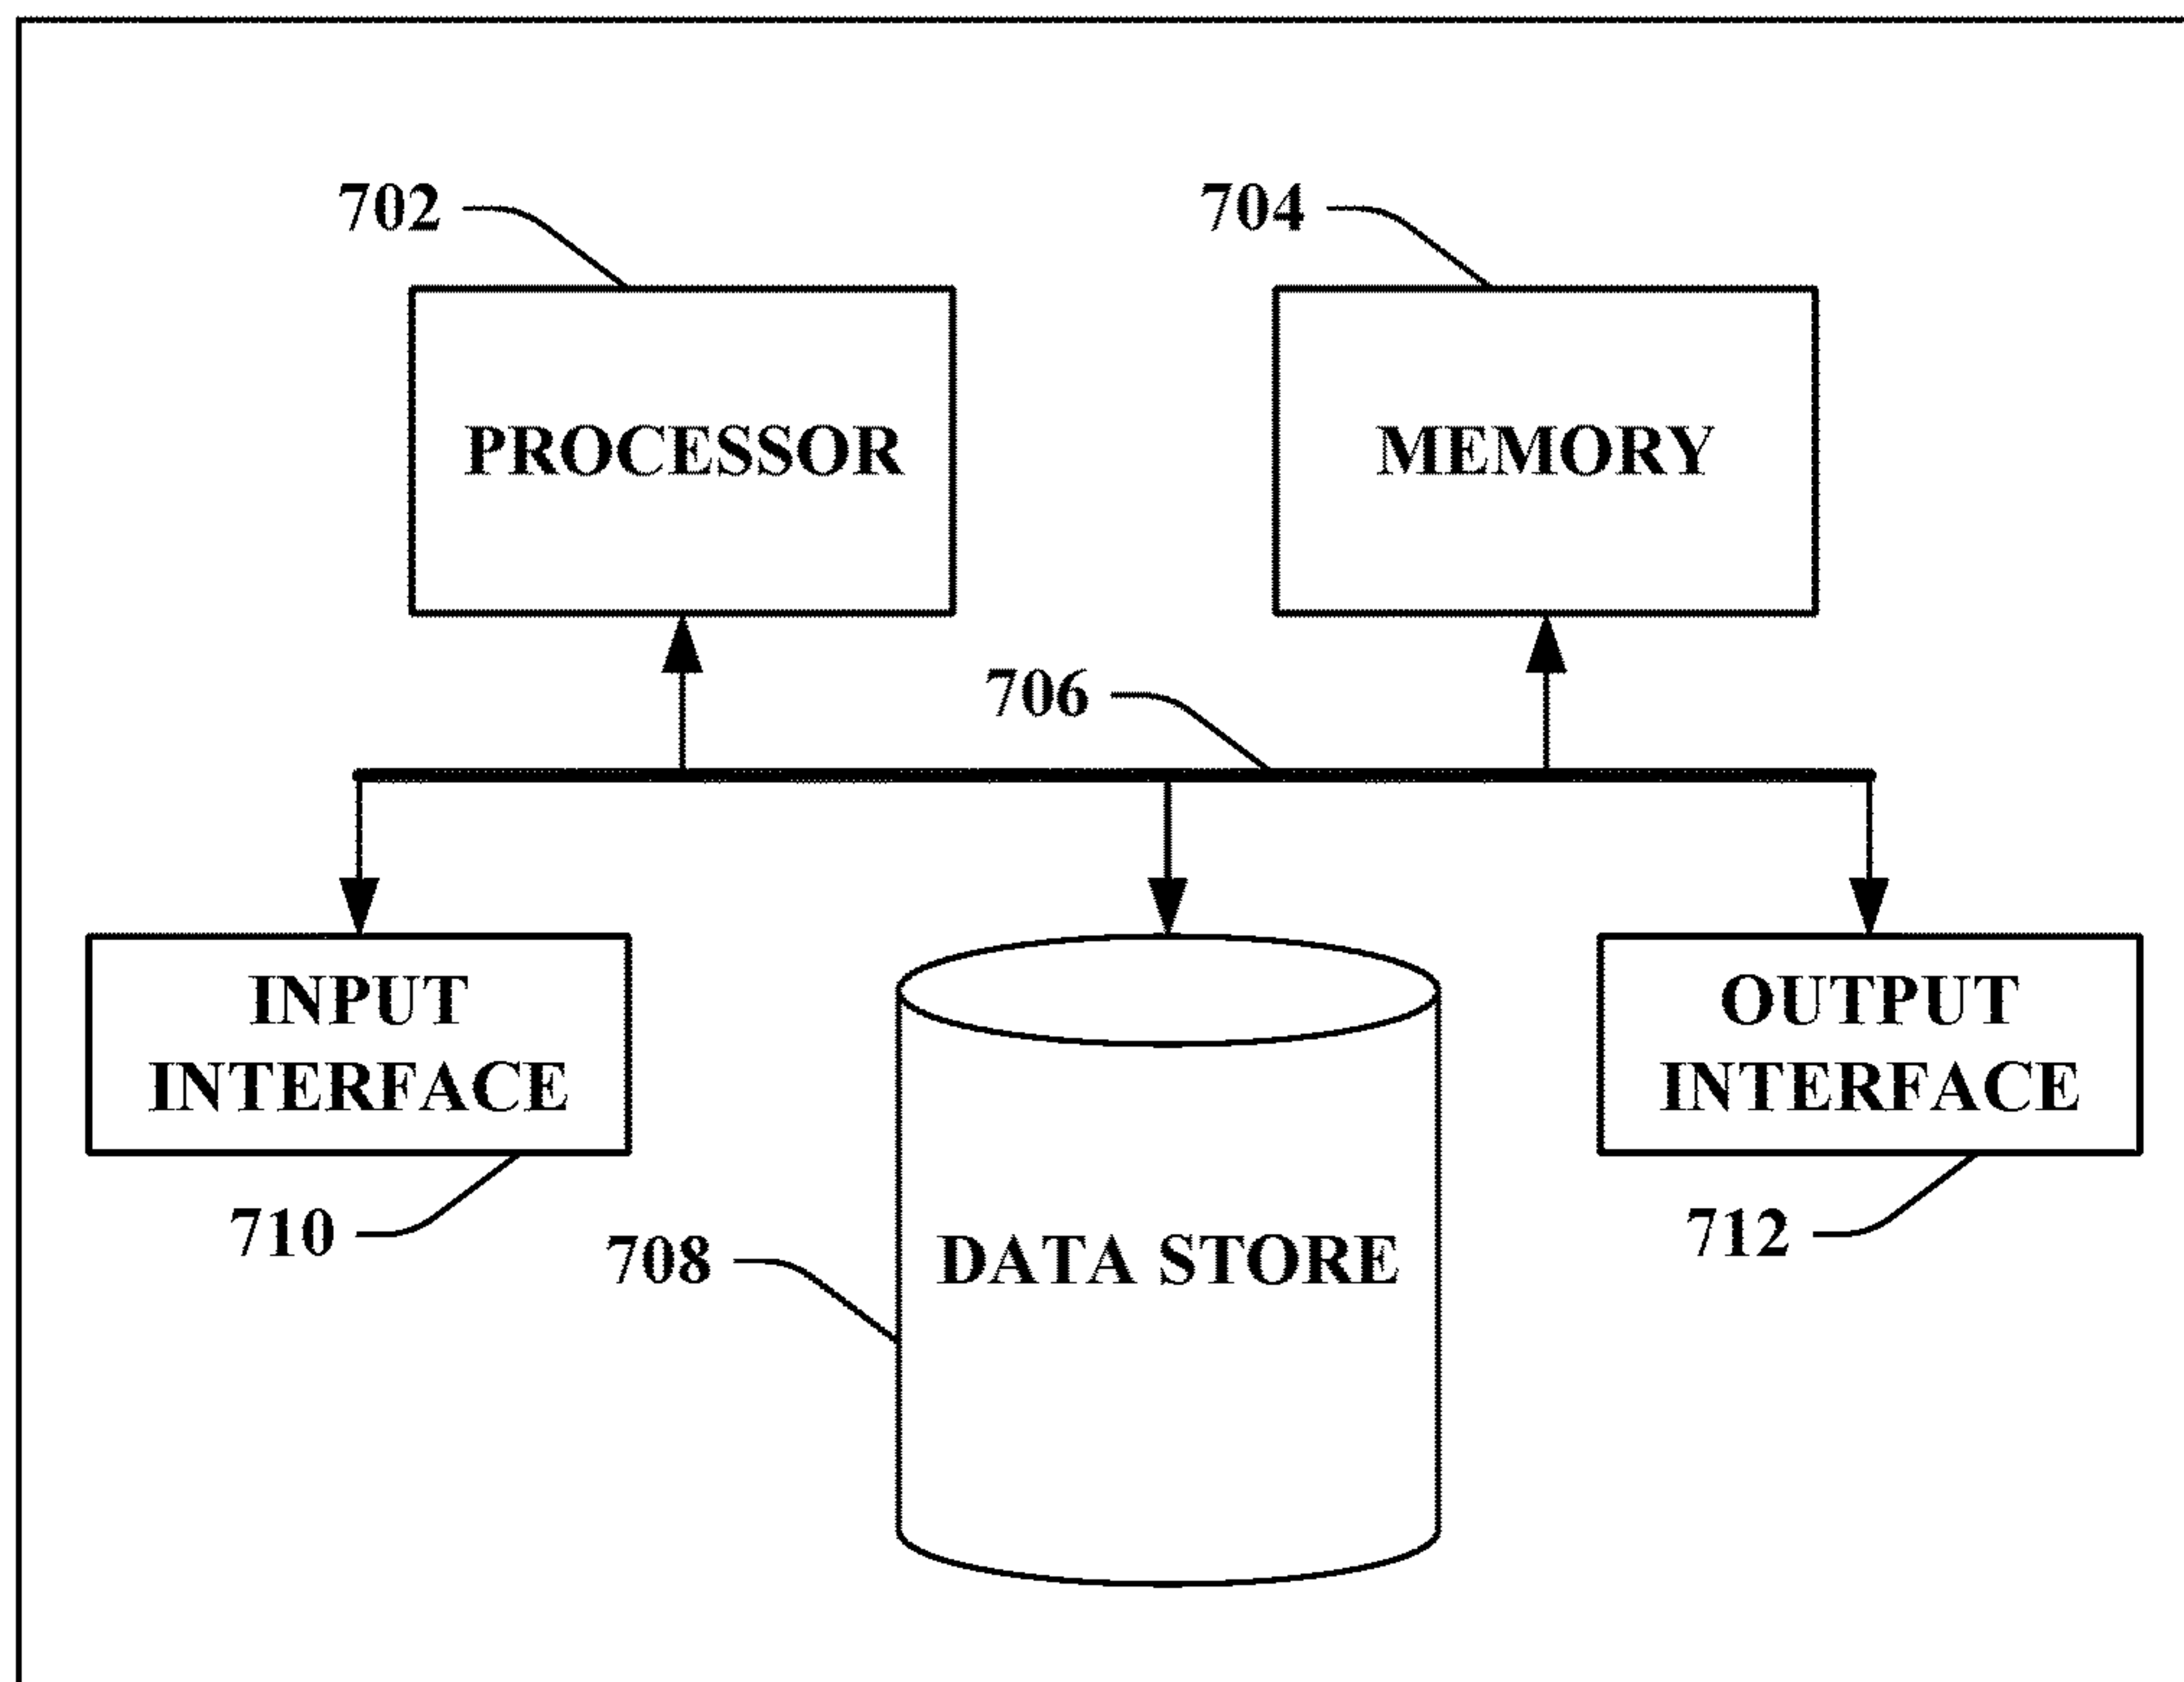 702
704
PROCESSOR
MEMORY
706
INPUT
INTERFACE
OUTPUT
INTERFACE
710
708
DATA STORE
712